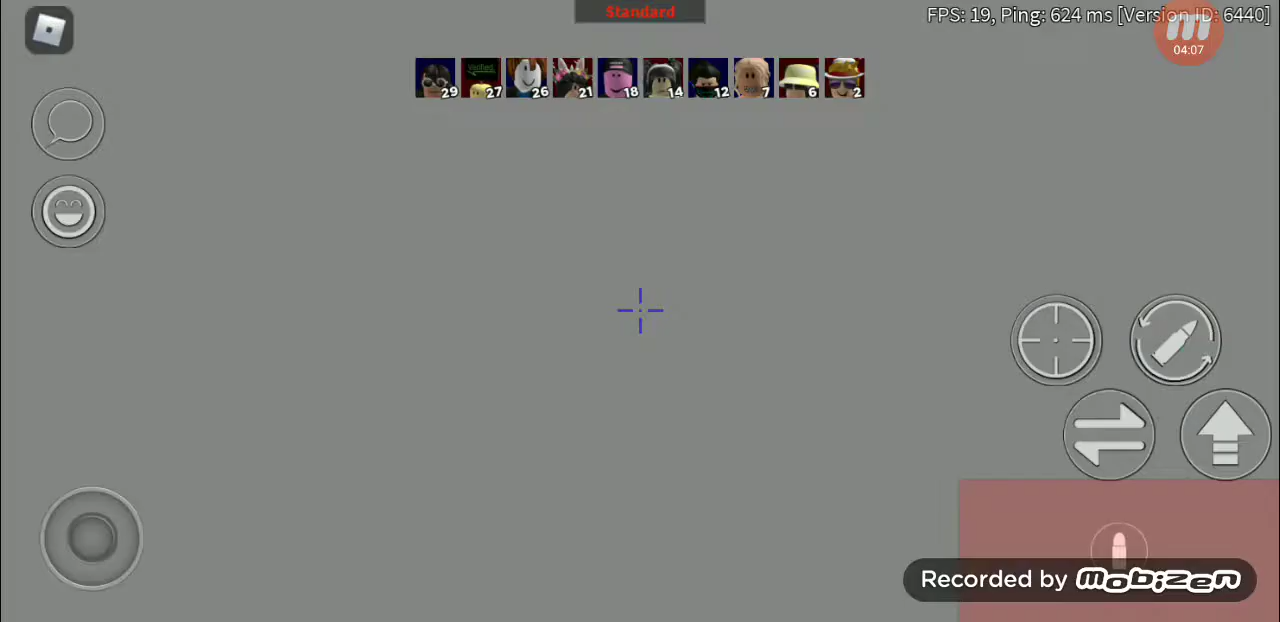 Standard
FPS: 19, Ping: 624 ms [Version ID: 6440]
04:07
Verified
29 27 26 21 18 14 12 7 6 2
Recorded by mobizen